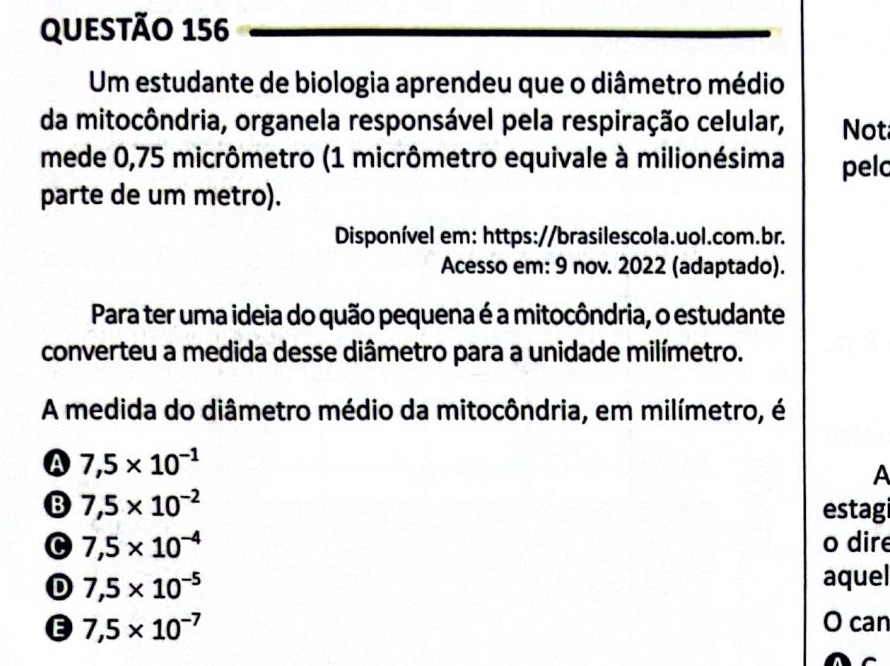 QUESTÃO 156
Um estudante de biologia aprendeu que o diâmetro médio
da mitocôndria, organela responsável pela respiração celular,
mede 0,75 micrômetro (1 micrômetro equivale à milionésima
parte de um metro).
Disponível em: https://brasilescola.uol.com.br.
Acesso em: 9 nov. 2022 (adaptado).
Para ter uma ideia do quão pequena é a mitocôndria, o estudante
converteu a medida desse diâmetro para a unidade milímetro.
A medida do diâmetro médio da mitocôndria, em milímetro, é
A 7,5 × 10⁻¹
B 7,5 × 10⁻²
C 7,5 × 10⁻⁴
D 7,5 × 10⁻⁵
E 7,5 × 10⁻⁷
pelo
A
o dire
O can
A